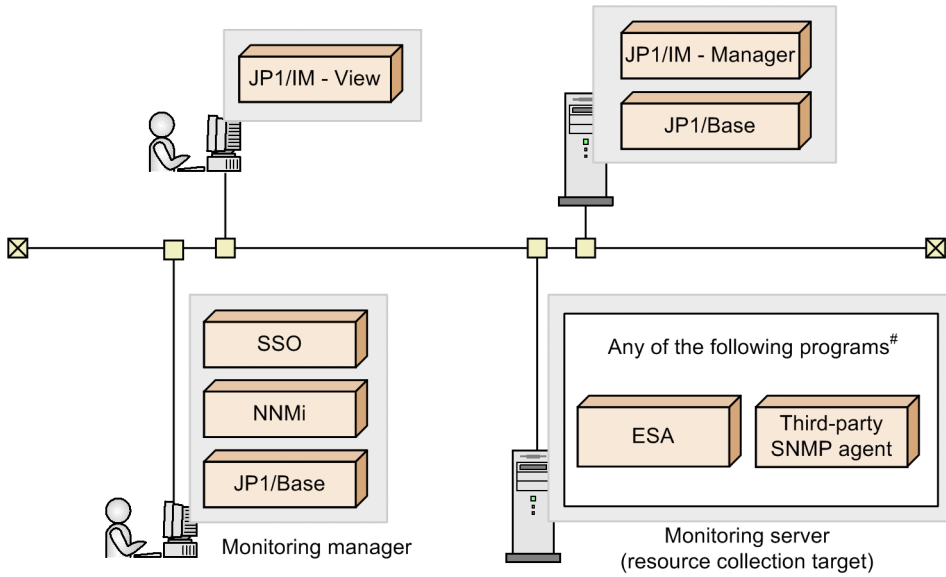 JP1/IM - View
JP1/IM - Manager
JP1/Base
SSO
NNMi
JP1/Base
Monitoring manager
Any of the following programs#
ESA
Third-party
SNMP agent
Monitoring server
(resource collection target)